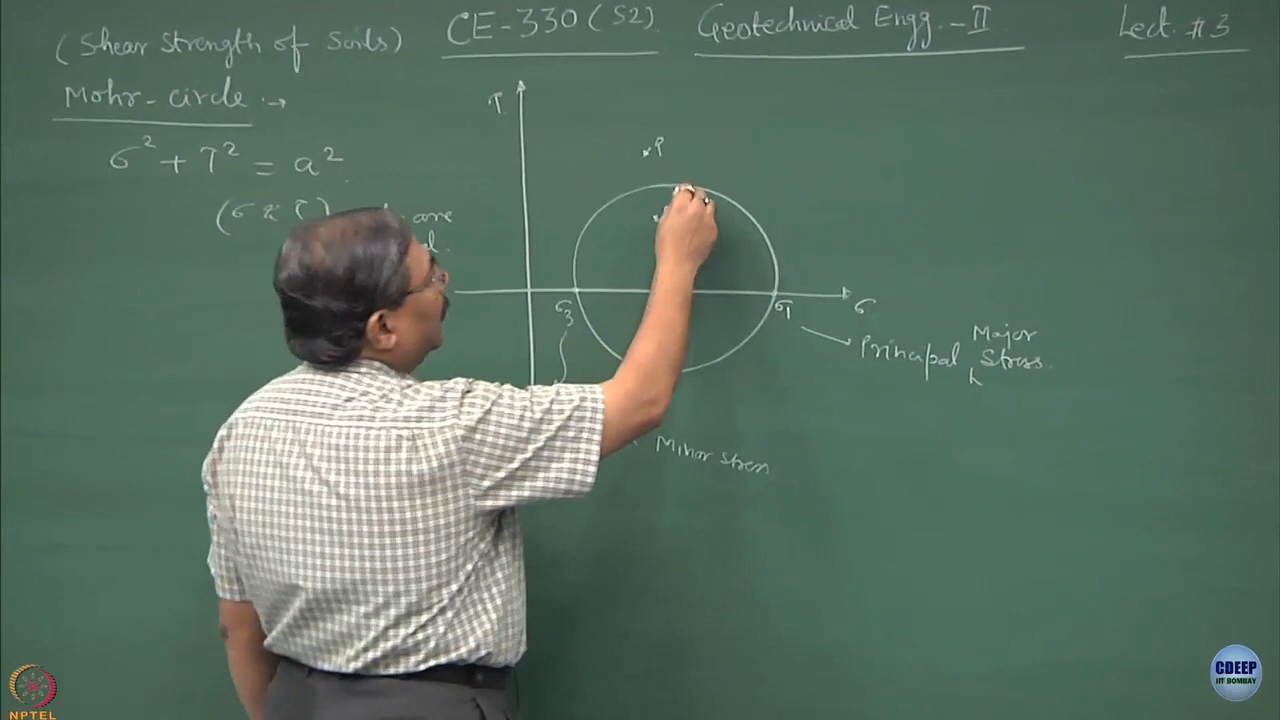 (Shear Strength of Soils) CE-330 (S2) Geotechnical Engg.-II Lect. #3
Mohr-circle :→
σ² + τ² = a²
(σ & τ) are
τ
P
σ3
σ1
σ
Major
Principal Stress.
Minor stress
NPTEL
CDEEP
IIT BOMBAY